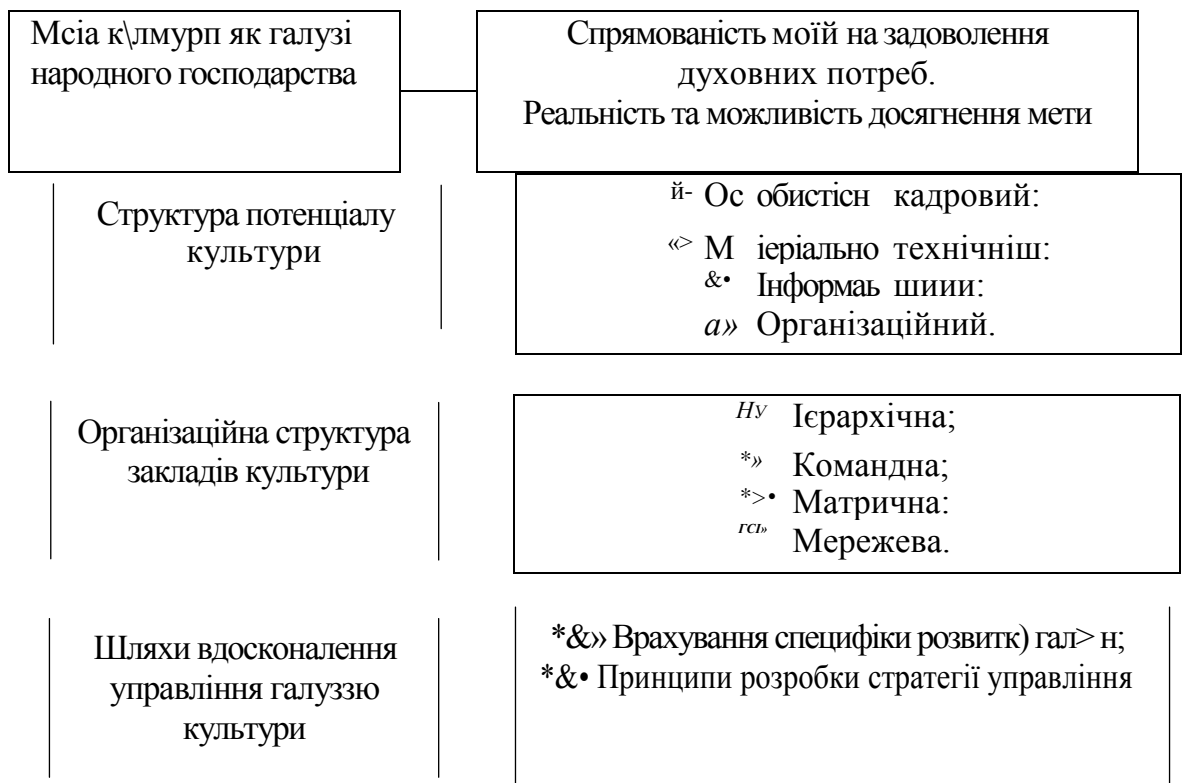 Мсіа к\лмурп як галузі
народного господарства
Спрямованість моїй на задоволення
духовних потреб.
Реальність та можливість досягнення мети
Структура потенціалу
культури
й- Ос обистісн кадровий:
«> М іеріально технічніш:
&• Інформаь шиии:
а» Організаційний.
Організаційна структура
закладів культури
Ну Ієрархічна;
*» Командна;
*>• Матрична:
гсі» Мережева.
Шляхи вдосконалення
управління галуззю
культури
*&» Врахування специфіки розвитк) гал> н;
*&• Принципи розробки стратегії управління